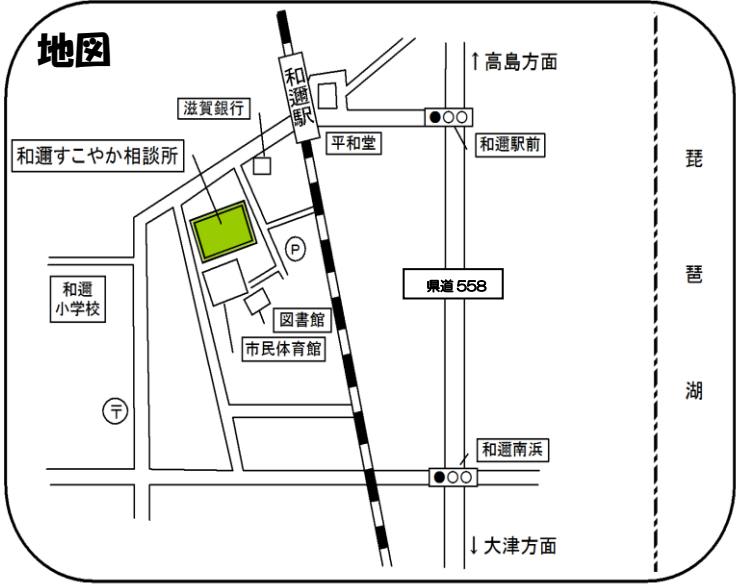 地図
和邇駅
↑高島方面
滋賀銀行
平和堂
和邇駅前
和邇すこやか相談所
琵琶湖
P
県道558
和邇
小学校
図書館
市民体育館
〒
和邇南浜
↓大津方面